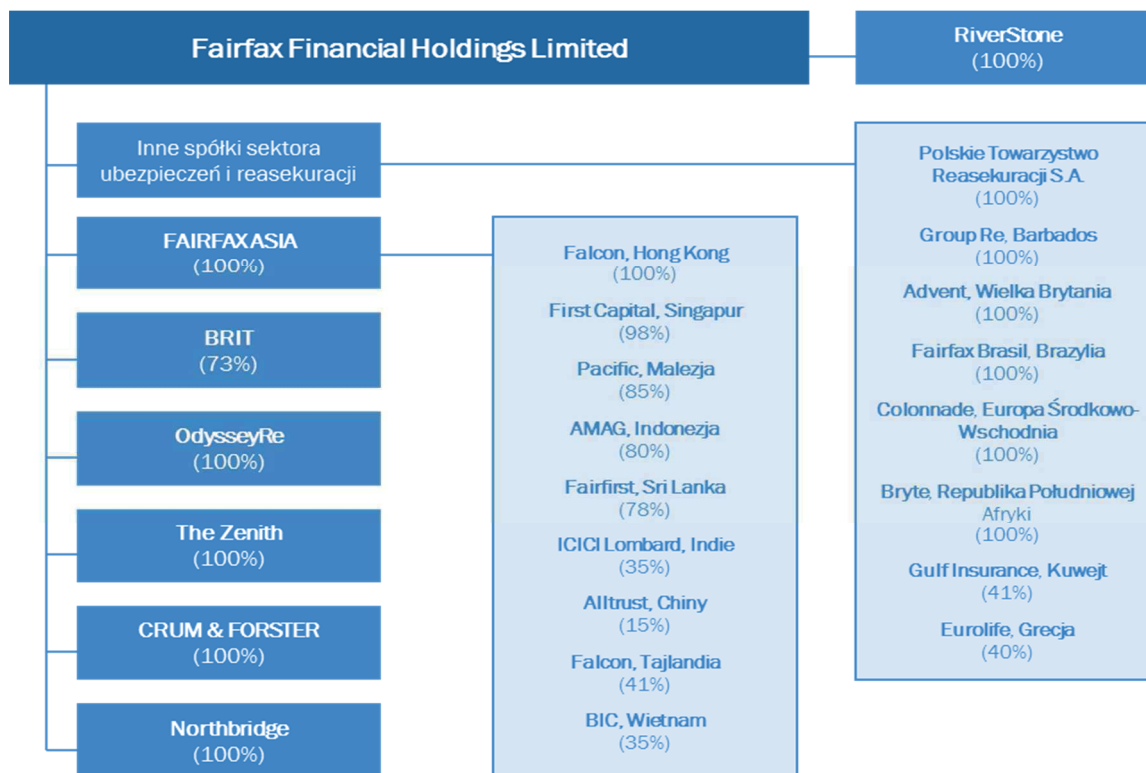 Fairfax Financial Holdings Limited
RiverStone
(100%)
Inne spółki sektora
ubezpieczeń i reasekuracji
FAIRFAX ASIA
(100%)
BRIT
(73%)
OdysseyRe
(100%)
The Zenith
(100%)
CRUM & FORSTER
(100%)
Northbridge
(100%)
Falcon, Hong Kong
(100%)
First Capital, Singapur
(98%)
Pacific, Malezja
(85%)
AMAG, Indonezja
(80%)
Fairfirst, Sri Lanka
(78%)
ICICI Lombard, Indie
(35%)
Alltrust, Chiny
(15%)
Falcon, Tajlandia
(41%)
BIC, Wietnam
(35%)
Polskie Towarzystwo
Reasekuracji S.A.
(100%)
Group Re, Barbados
(100%)
Advent, Wielka Brytania
(100%)
Fairfax Brasil, Brazylia
(100%)
Colonnade, Europa Środkowo-
Wschodnia
(100%)
Bryte, Republika Południowej
Afryki
(100%)
Gulf Insurance, Kuwejt
(41%)
Eurolife, Grecja
(40%)